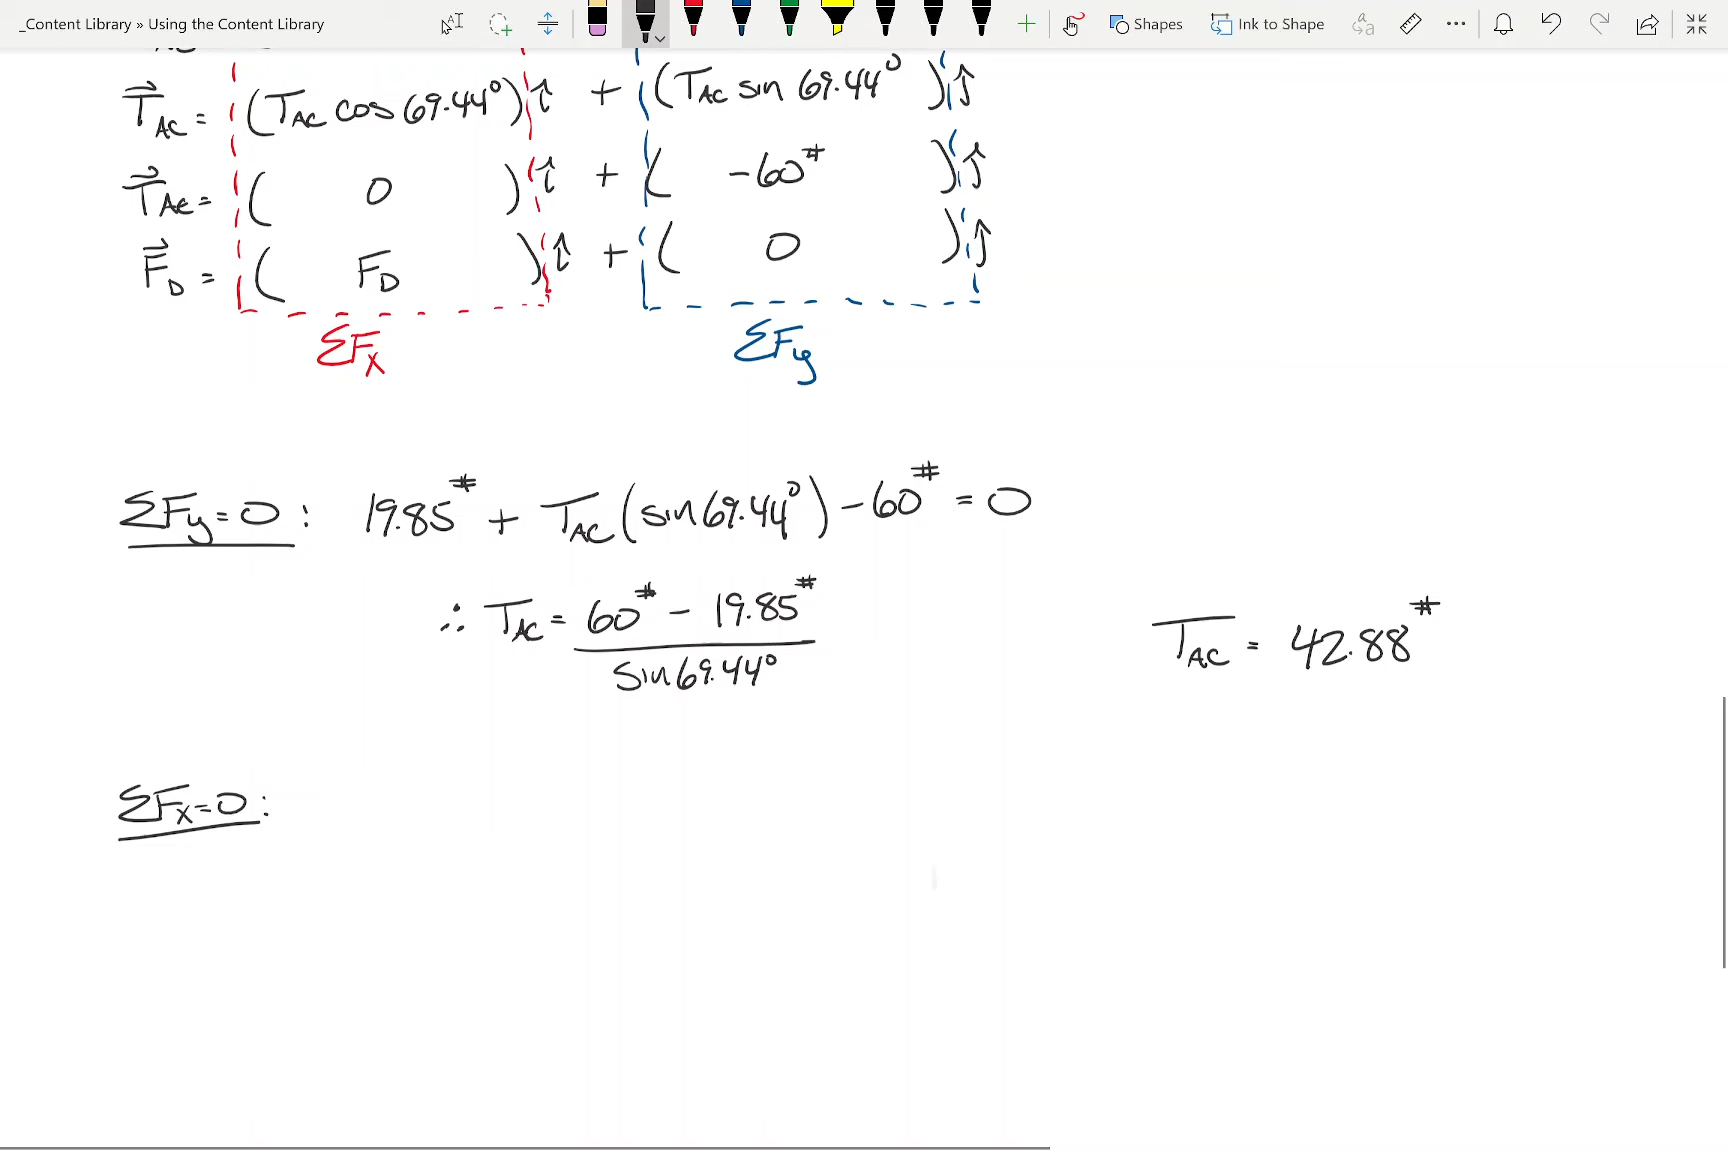 _Content Library » Using the Content Library
Shapes
Ink to Shape
T⃗AC = (TAC cos 69.44°) î + (TAC sin 69.44°) ĵ
T⃗AE = ( 0 ) î + ( -60# ) ĵ
F⃗D = ( FD ) î + ( 0 ) ĵ
ΣFx ΣFy
ΣFy = 0 : 19.85# + TAC (sin 69.44°) - 60# = 0
∴ TAC = 60# - 19.85#
sin 69.44°
TAC = 42.88#
ΣFx = 0 :